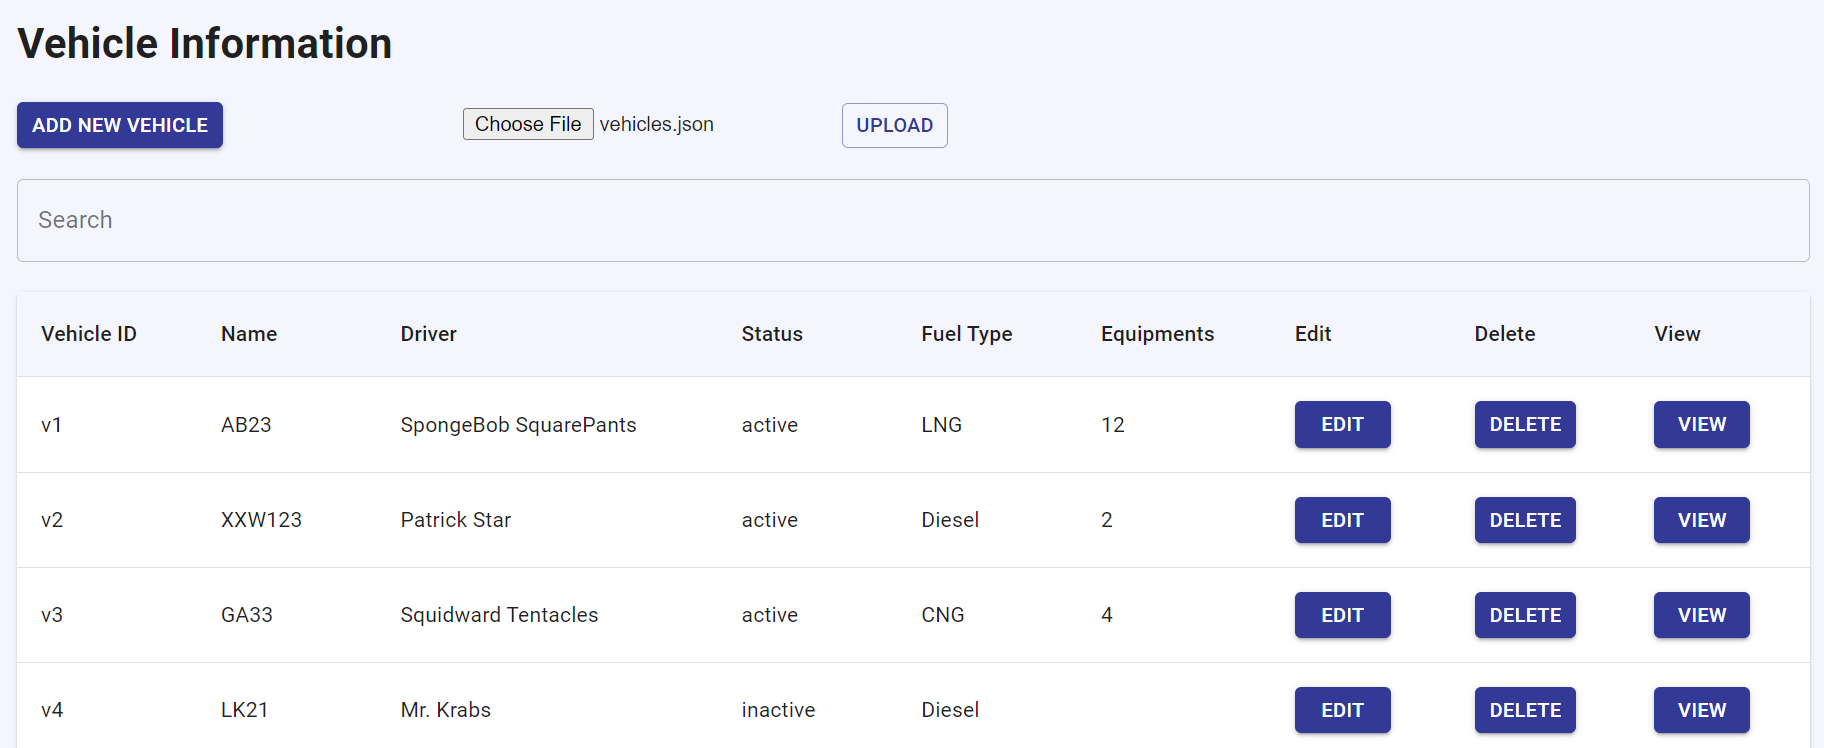 Vehicle Information
ADD NEW VEHICLE Choose File vehicles.json UPLOAD
Search
Vehicle ID Name Driver Status Fuel Type Equipments Edit Delete View
v1 AB23 SpongeBob SquarePants active LNG 12 EDIT DELETE VIEW
v2 XXW123 Patrick Star active Diesel 2 EDIT DELETE VIEW
v3 GA33 Squidward Tentacles active CNG 4 EDIT DELETE VIEW
v4 LK21 Mr. Krabs inactive Diesel EDIT DELETE VIEW